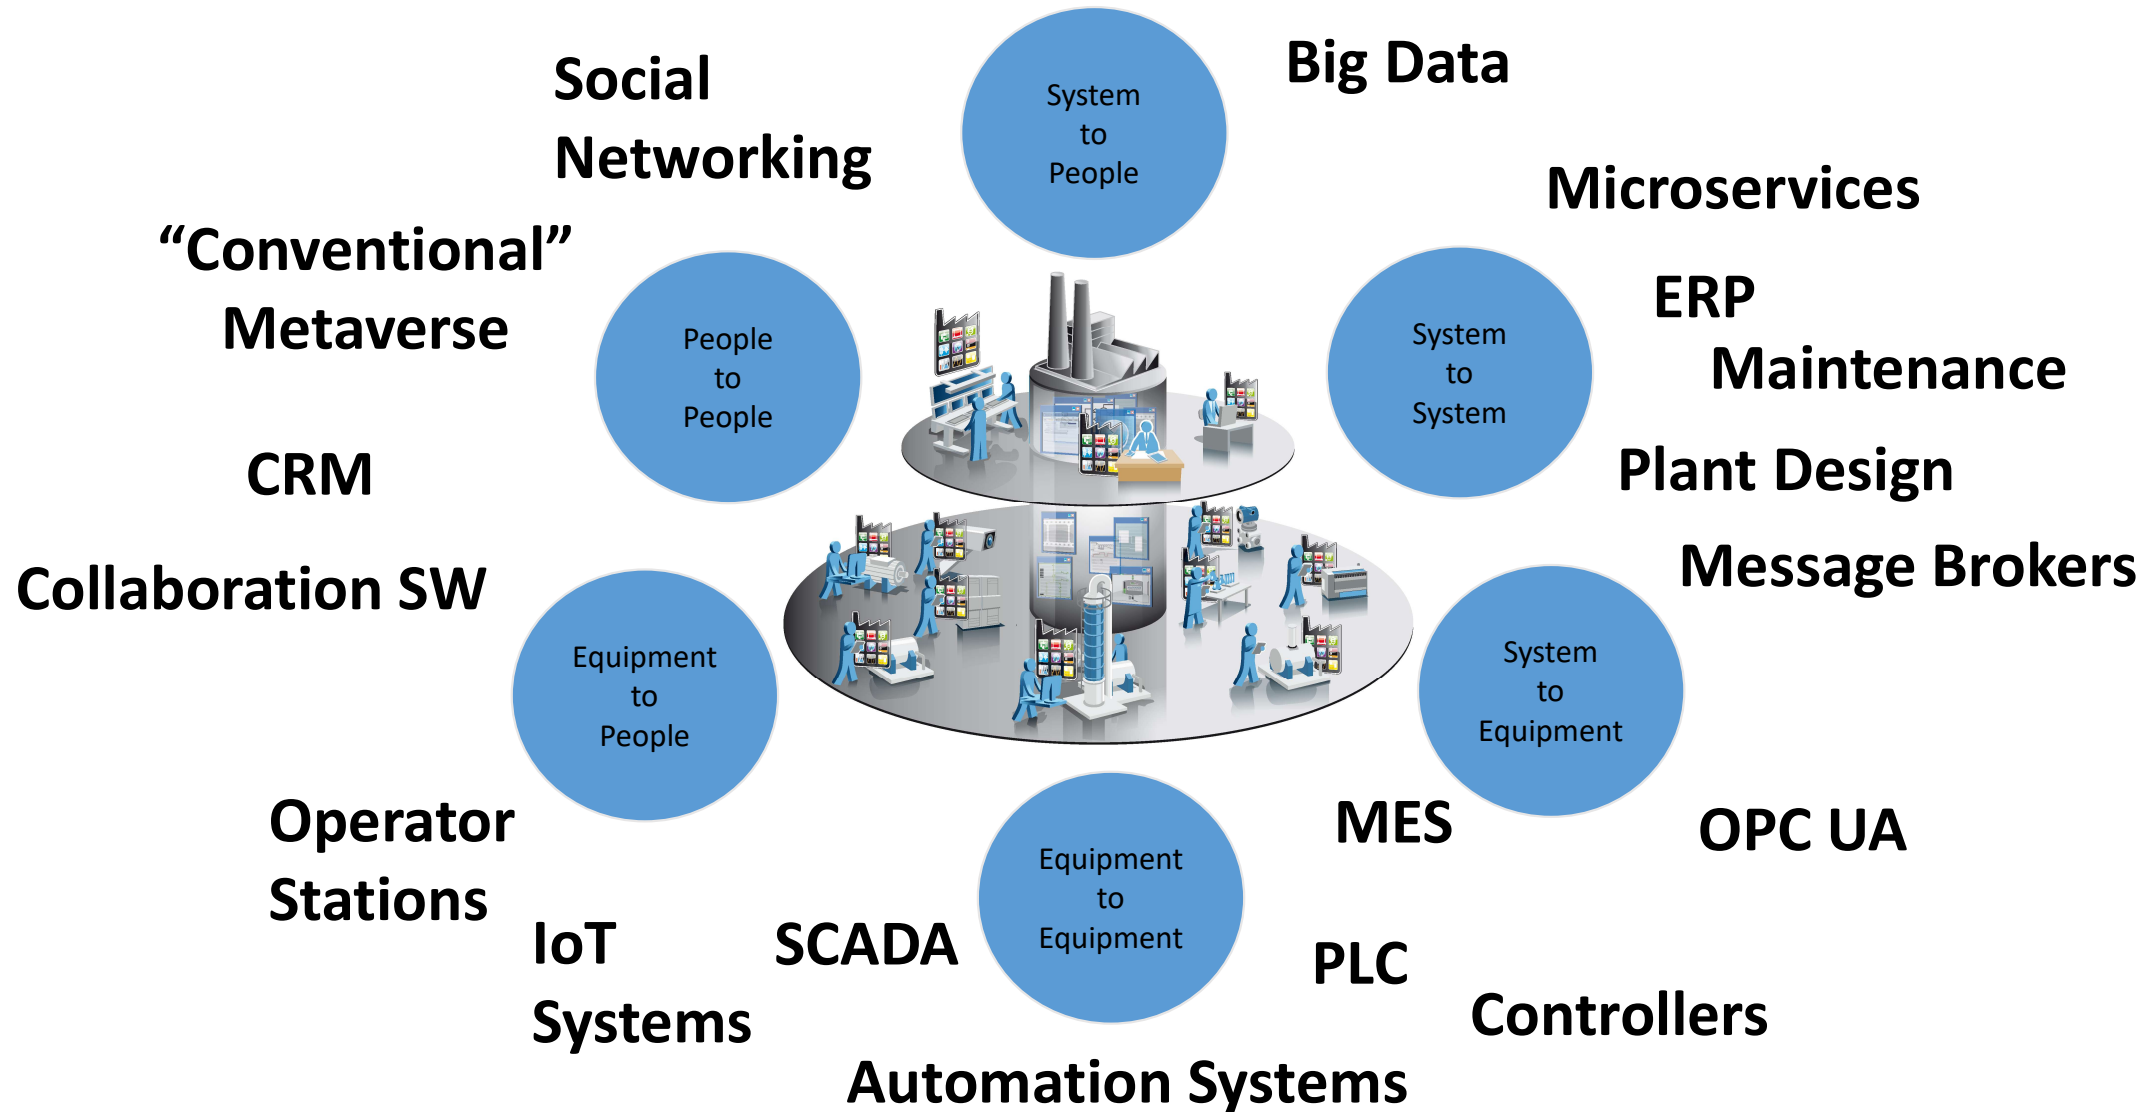 Social
Networking
System
to
People
Big Data
Microservices
“Conventional”
Metaverse
People
to
People
System
to
System
ERP
Maintenance
CRM
Plant Design
Collaboration SW
Message Brokers
Equipment
to
People
System
to
Equipment
Operator
Stations
MES
OPC UA
IoT
Systems
SCADA
Equipment
to
Equipment
PLC
Controllers
Automation Systems